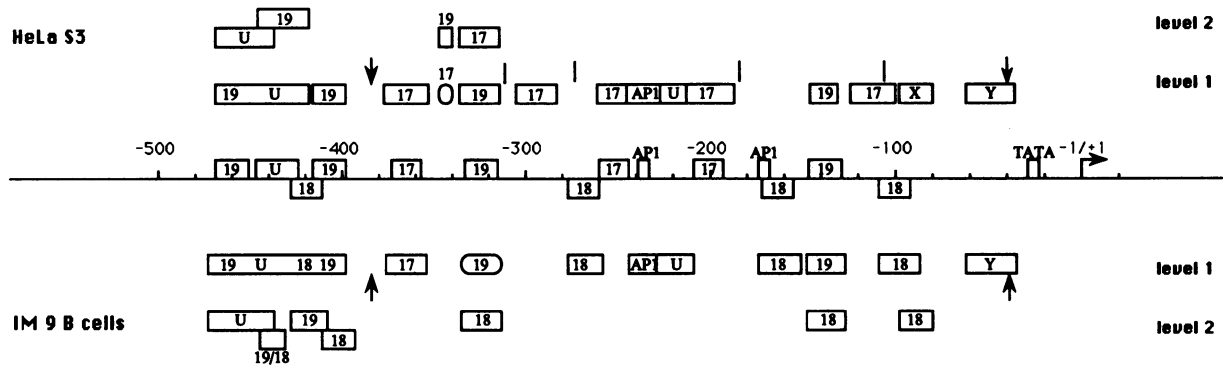 19 19
HeLa S3 U 17 level 2
17
19 U 19 17 19 17 17 AP1 U 17 19 17 X Y level 1
-500 -400 -300 AP1 -200 AP1 -100 TATA -1/+1
19 U 19 17 19 17 17 19
18 18 18 18
19 U 18 19 17 19 18 AP1 U 18 19 18 Y level 1
IM 9 B cells U 19 18 18 18 level 2
18
19/18